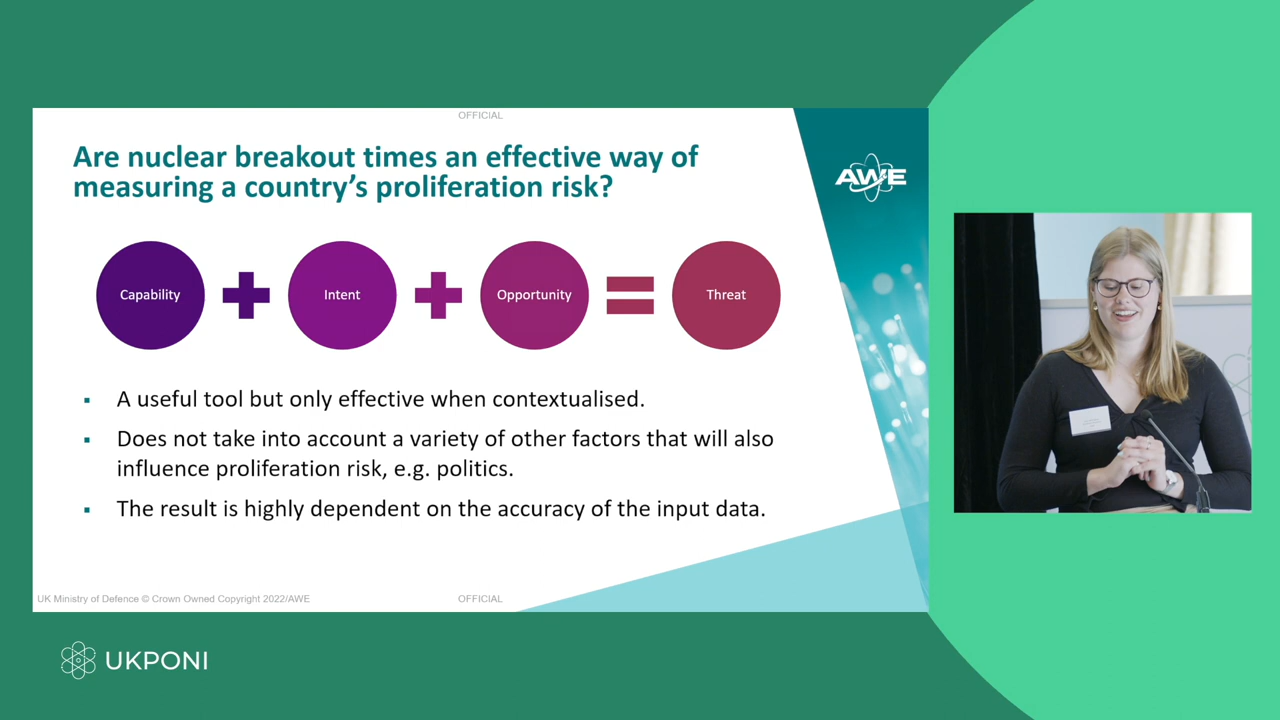 OFFICIAL
Are nuclear breakout times an effective way of
measuring a country's proliferation risk?
AWE
Capability
Intent
Opportunity
Threat
A useful tool but only effective when contextualised.
Does not take into account a variety of other factors that will also
influence proliferation risk, e.g. politics.
The result is highly dependent on the accuracy of the input data.
UK Ministry of Defence © Crown Owned Copyright 2022/AWE
OFFICIAL
UKPONI